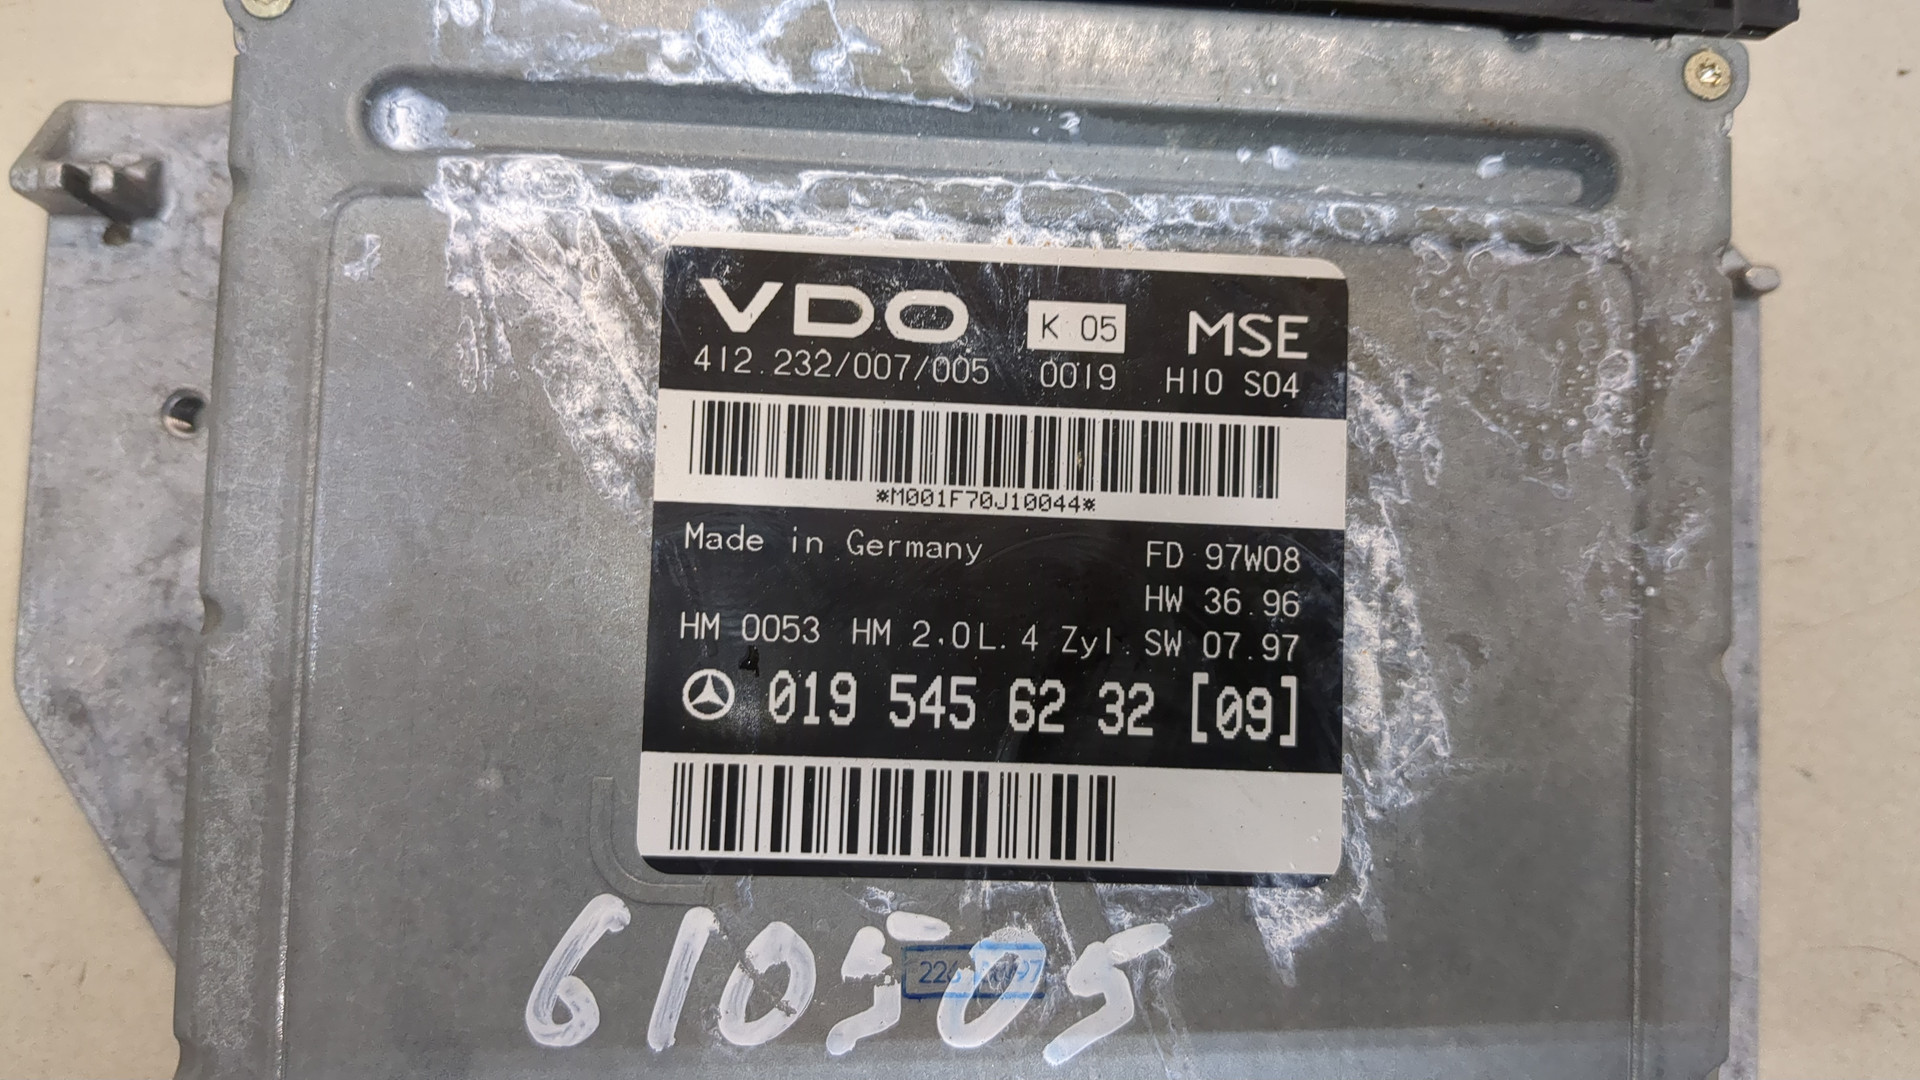 VDO K 05 MSE
412.232/007/005 0019 H10 S04
*M001F70J10044*
Made in Germany FD 97W08
HW 36.96
HM 0053 HM 2.0L. 4 Zyl. SW 07.97
019 545 62 32 [09]
610505